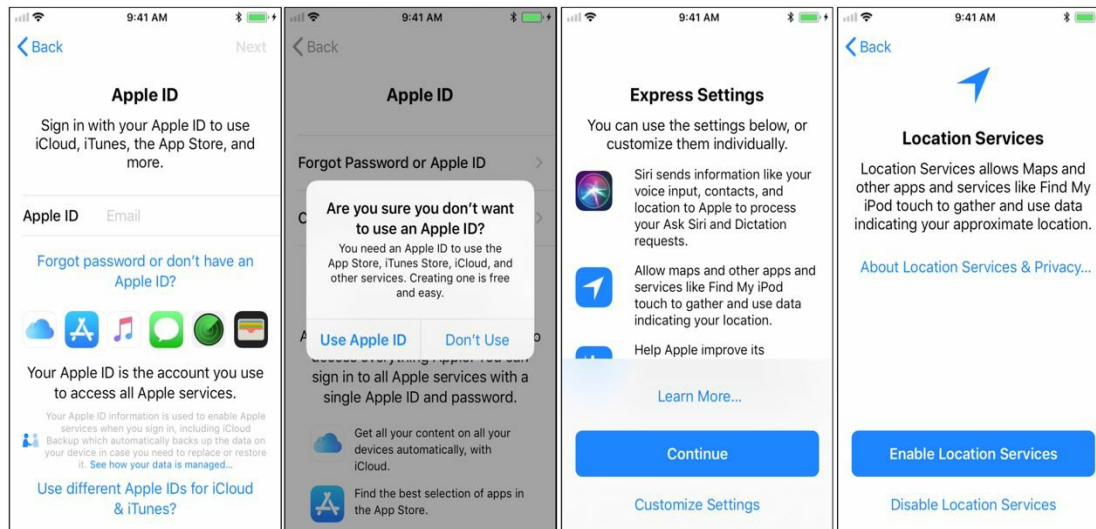 9:41 AM
Back
Next
Apple ID
Sign in with your Apple ID to use
iCloud, iTunes, the App Store, and
more.
Apple ID Email
Forgot password or don't have an
Apple ID?
Your Apple ID is the account you use
to access all Apple services.
Your Apple ID information is used to enable Apple
services when you sign in, including iCloud
Backup which automatically backs up the data on
your device in case you need to replace or restore
it. See how your data is managed...
Use different Apple IDs for iCloud
& iTunes?
9:41 AM
Back
Apple ID
Forgot Password or Apple ID
C
Are you sure you don't want
to use an Apple ID?
You need an Apple ID to use the
App Store, iTunes Store, iCloud, and
other services. Creating one is free
and easy.
Use Apple ID Don't Use
sign in to all Apple services with a
single Apple ID and password.
Get all your content on all your
devices automatically, with
iCloud.
Find the best selection of apps in
the App Store.
9:41 AM
Express Settings
You can use the settings below, or
customize them individually.
Siri sends information like your
voice input, contacts, and
location to Apple to process
your Ask Siri and Dictation
requests.
Allow maps and other apps and
services like Find My iPod
touch to gather and use data
indicating your location.
Help Apple improve its
Learn More...
Continue
Customize Settings
9:41 AM
Back
Location Services
Location Services allows Maps and
other apps and services like Find My
iPod touch to gather and use data
indicating your approximate location.
About Location Services & Privacy...
Enable Location Services
Disable Location Services